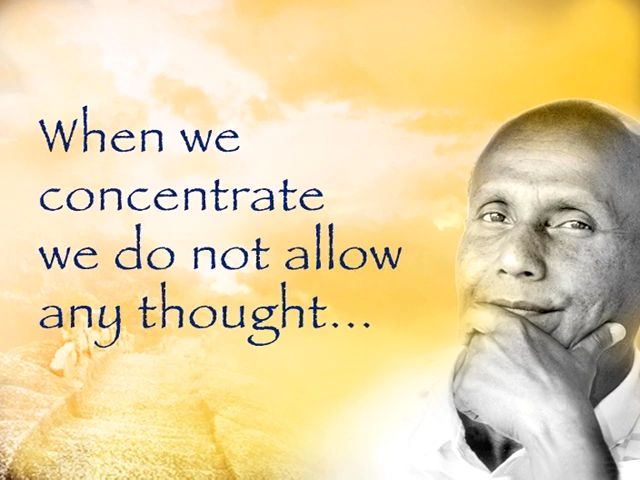 When we
concentrate
we do not allow
any thought...